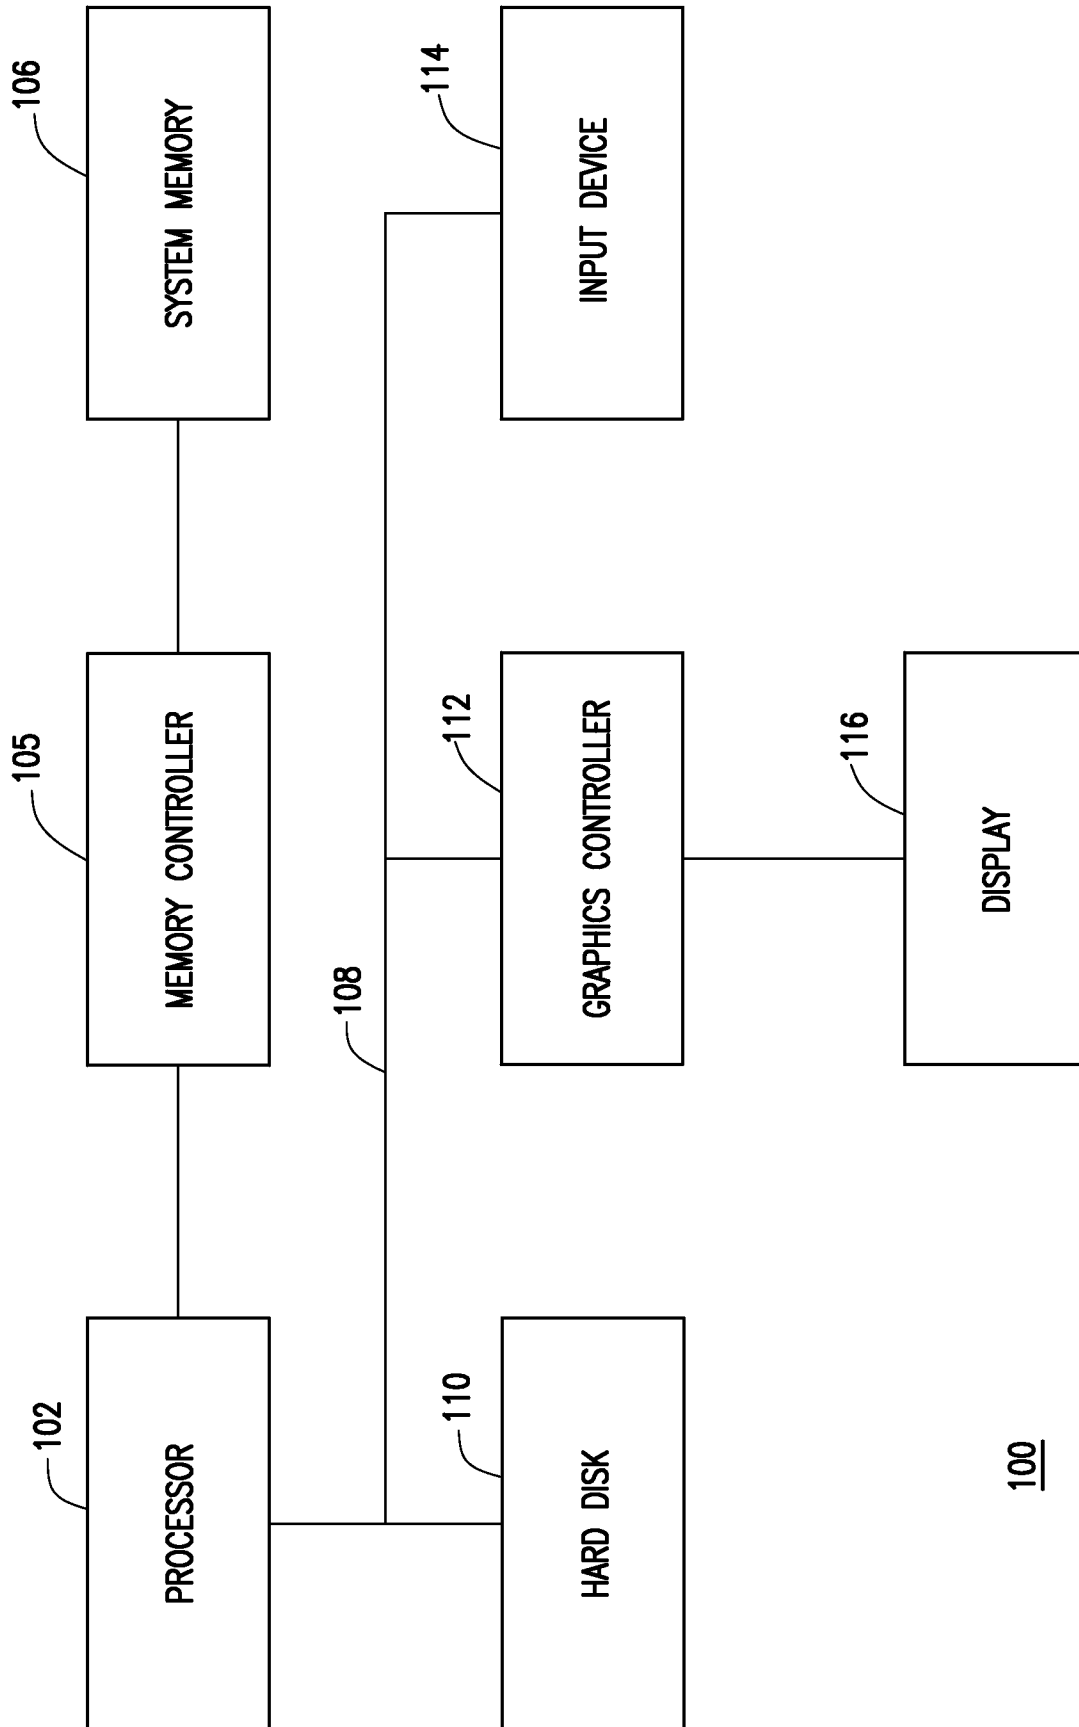 102
PROCESSOR
105
MEMORY CONTROLLER
106
SYSTEM MEMORY
108
110
HARD DISK
112
GRAPHICS CONTROLLER
114
INPUT DEVICE
116
DISPLAY
100